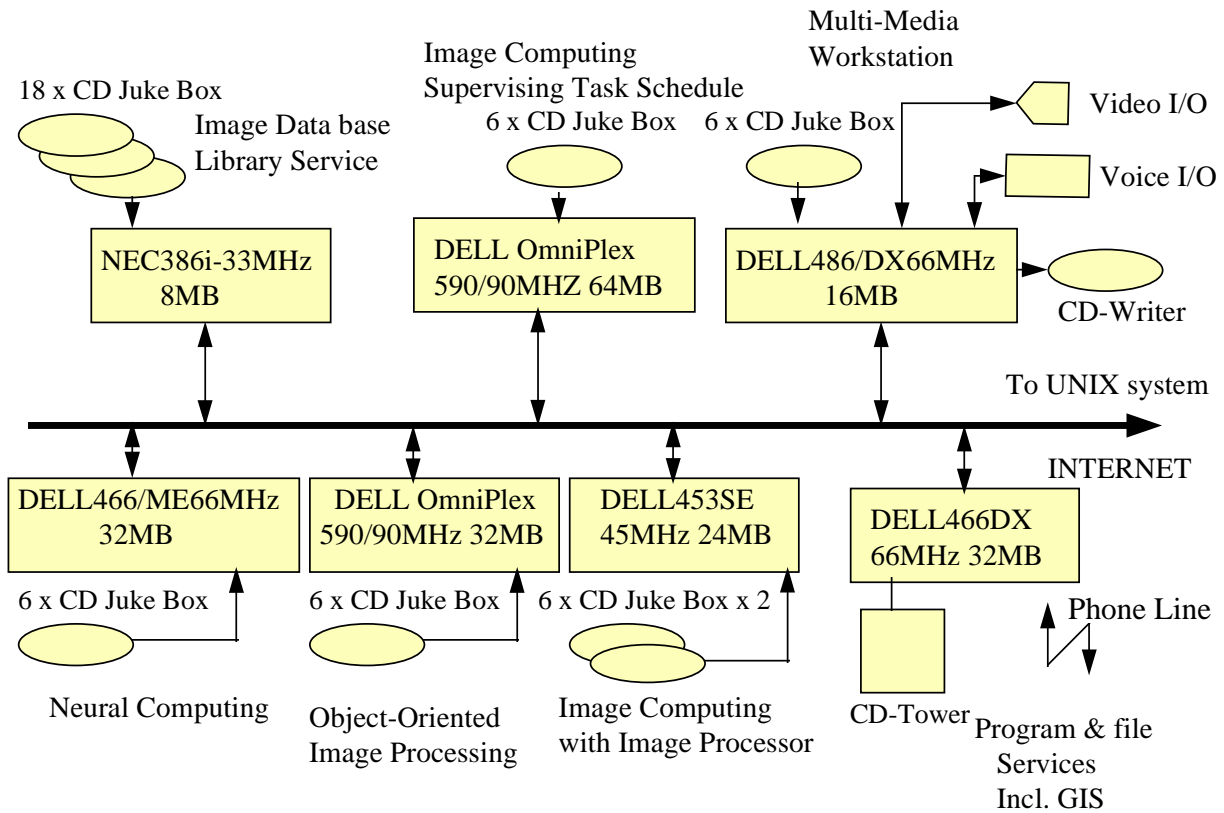 Multi-Media
Workstation
Image Computing
Supervising Task Schedule
18 x CD Juke Box
Image Data base
Library Service
6 x CD Juke Box
6 x CD Juke Box
Video I/O
Voice I/O
NEC386i-33MHz
8MB
DELL OmniPlex
590/90MHZ 64MB
DELL486/DX66MHz
16MB
CD-Writer
To UNIX system
INTERNET
DELL466/ME66MHz
32MB
DELL OmniPlex
590/90MHz 32MB
DELL453SE
45MHz 24MB
DELL466DX
66MHz 32MB
6 x CD Juke Box
6 x CD Juke Box
6 x CD Juke Box x 2
Phone Line
Neural Computing
Object-Oriented
Image Processing
Image Computing
with Image Processor
CD-Tower
Program & file
Services
Incl. GIS